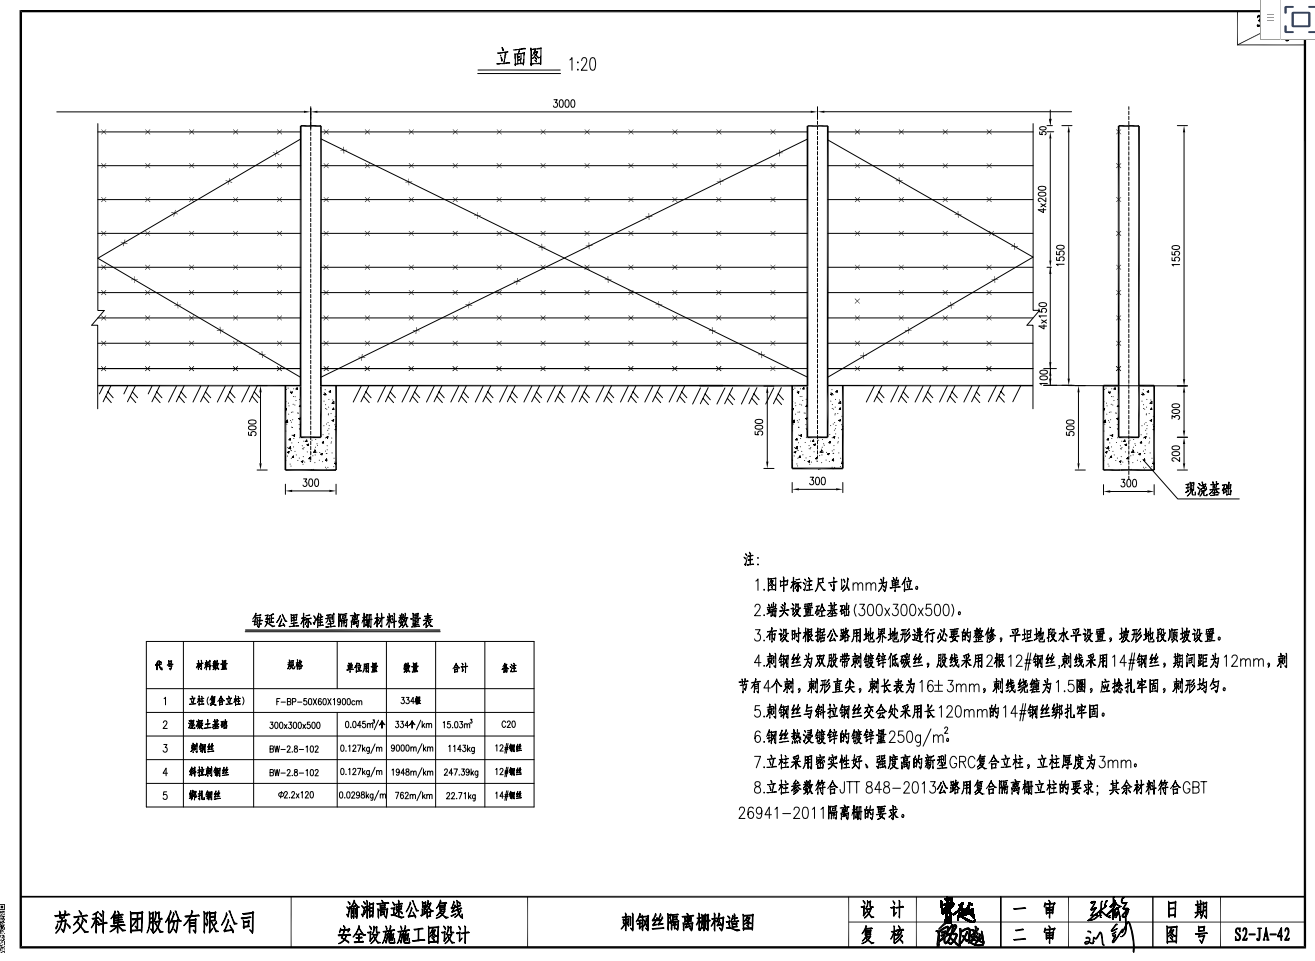 立面图 1:20
3000
50
4x200
1550
4x150
100
500
300
500
300
500
1550
300
200
300
现浇基础
注:
1.图中标注尺寸以mm为单位。
2.端头设置砼基础(300x300x500)。
3.布设时根据公路用地界地形进行必要的整修，平坦地段水平设置，坡形地段顺坡设置。
4.刺钢丝为双股带刺镀锌低碳丝，股线采用2根12#钢丝,刺线采用14#钢丝，期间距为12mm，刺
节有4个刺，刺形直尖，刺长表为16±3mm，刺线绕缠为1.5圈，应捻扎牢固，刺形均匀。
5.刺钢丝与斜拉钢丝交会处采用长120mm的14#钢丝绑扎牢固。
6.钢丝热浸镀锌的镀锌量250g/m²。
7.立柱采用密实性好、强度高的新型GRC复合立柱，立柱厚度为3mm。
8.立柱参数符合JTT 848-2013公路用复合隔离栅立柱的要求；其余材料符合GBT
26941-2011隔离栅的要求。
每延公里标准型隔离栅材料数量表
代号 材料数量 规格 单位用量 数量 合计 备注
1 立柱(复合立柱) F-BP-50X60X1900cm 334根
2 混凝土基础 300x300x500 0.045m³/个 334个/km 15.03m³ C20
3 刺钢丝 BW-2.8-102 0.127kg/m 9000m/km 1143kg 12#钢丝
4 斜拉刺钢丝 BW-2.8-102 0.127kg/m 1948m/km 247.39kg 12#钢丝
5 绑扎钢丝 Φ2.2x120 0.0298kg/m 762m/km 22.71kg 14#钢丝
苏交科集团股份有限公司
渝湘高速公路复线
安全设施施工图设计
刺钢丝隔离栅构造图
设计 一审 日期
复核 二审 图号 S2-JA-42